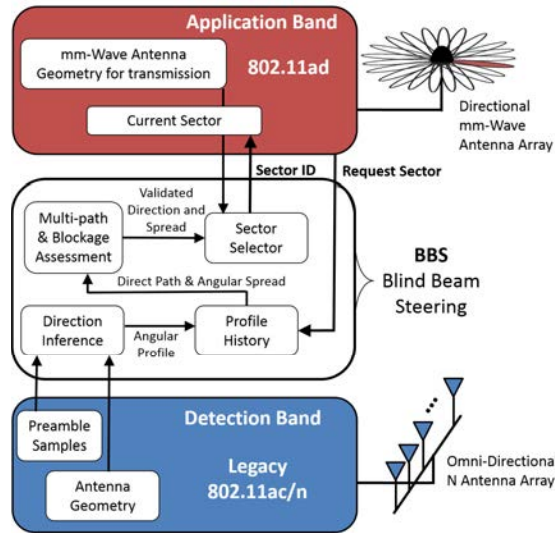 Application Band
mm-Wave Antenna
Geometry for transmission
802.11ad
Current Sector
Directional
mm-Wave
Antenna Array
Sector ID
Request Sector
Validated
Direction and
Spread
Multi-path
& Blockage
Assessment
Sector
Selector
Direct Path & Angular Spread
BBS
Blind Beam
Steering
Direction
Inference
Angular
Profile
Profile
History
Detection Band
Preamble
Samples
Legacy
802.11ac/n
Antenna
Geometry
Omni-Directiona
N Antenna Array